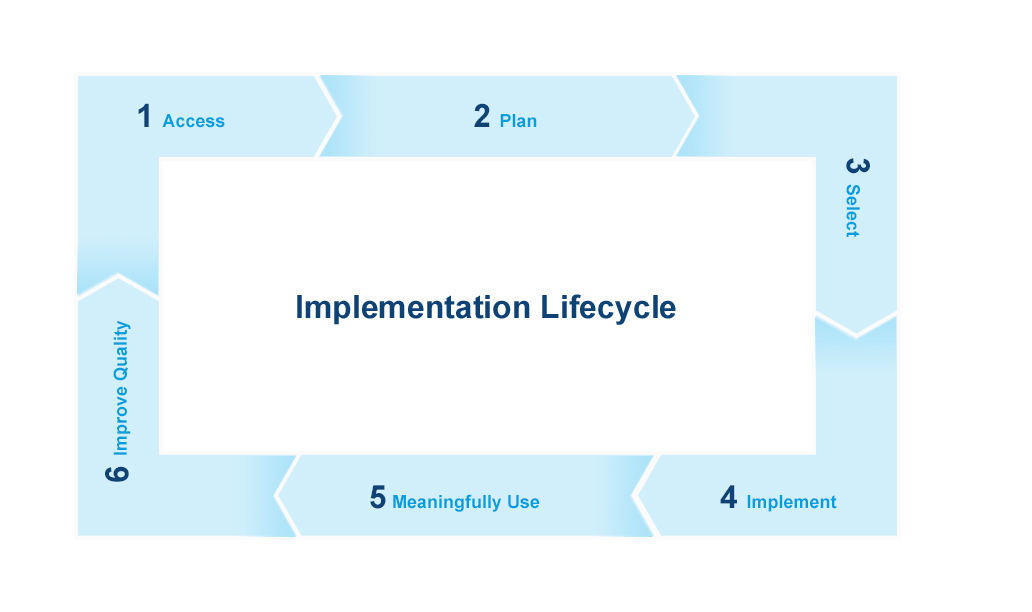 1 Access
2 Plan
3 Select
Implementation Lifecycle
4 Implement
5 Meaningfully Use
6 Improve Quality